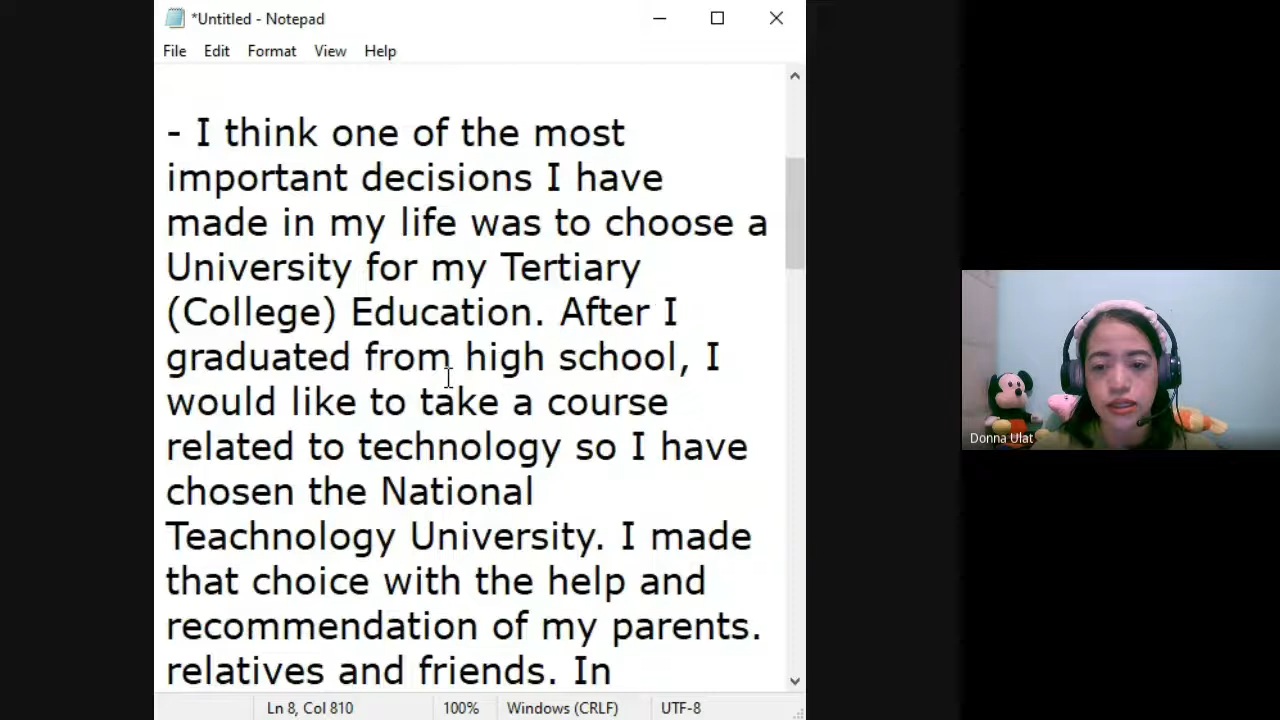 *Untitled - Notepad
File Edit Format View Help
- I think one of the most
important decisions I have
made in my life was to choose a
University for my Tertiary
(College) Education. After I
graduated from high school, I
would like to take a course
related to technology so I have
chosen the National
Teachnology University. I made
that choice with the help and
recommendation of my parents.
relatives and friends. In
Ln 8, Col 810 100% Windows (CRLF) UTF-8
Donna Ulat